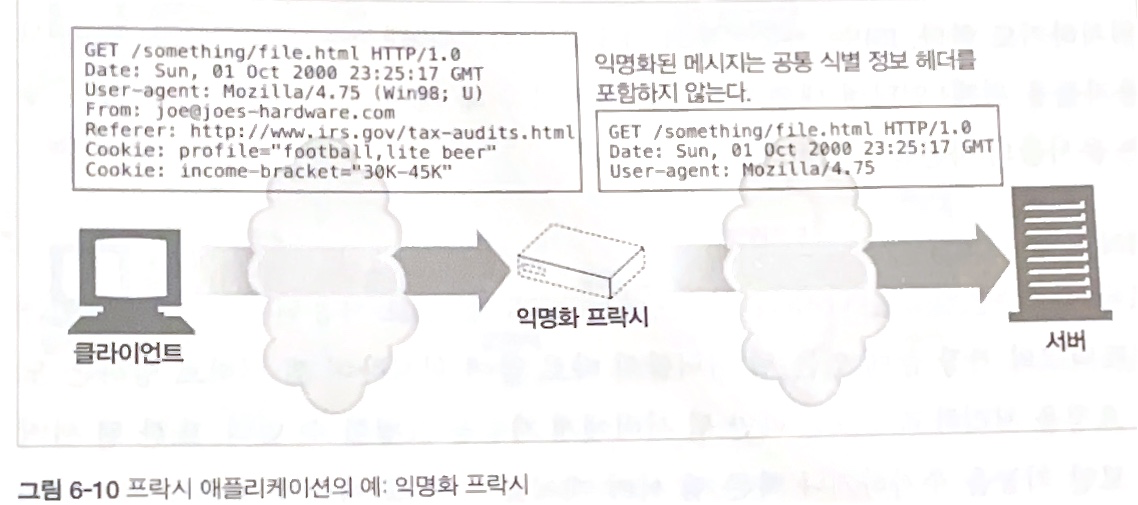 GET /something/file.html HTTP/1.0
Date: Sun, 01 Oct 2000 23:25:17 GMT
User-agent: Mozilla/4.75 (Win98; U)
From: joe@joes-hardware.com
Referer: http://www.irs.gov/tax-audits.html
Cookie: profile="football,lite beer"
Cookie: income-bracket="30K-45K"
익명화된 메시지는 공통 식별 정보 헤더를
포함하지 않는다.
GET /something/file.html HTTP/1.0
Date: Sun, 01 Oct 2000 23:25:17 GMT
User-agent: Mozilla/4.75
클라이언트
익명화 프락시
서버
그림 6-10 프락시 애플리케이션의 예: 익명화 프락시